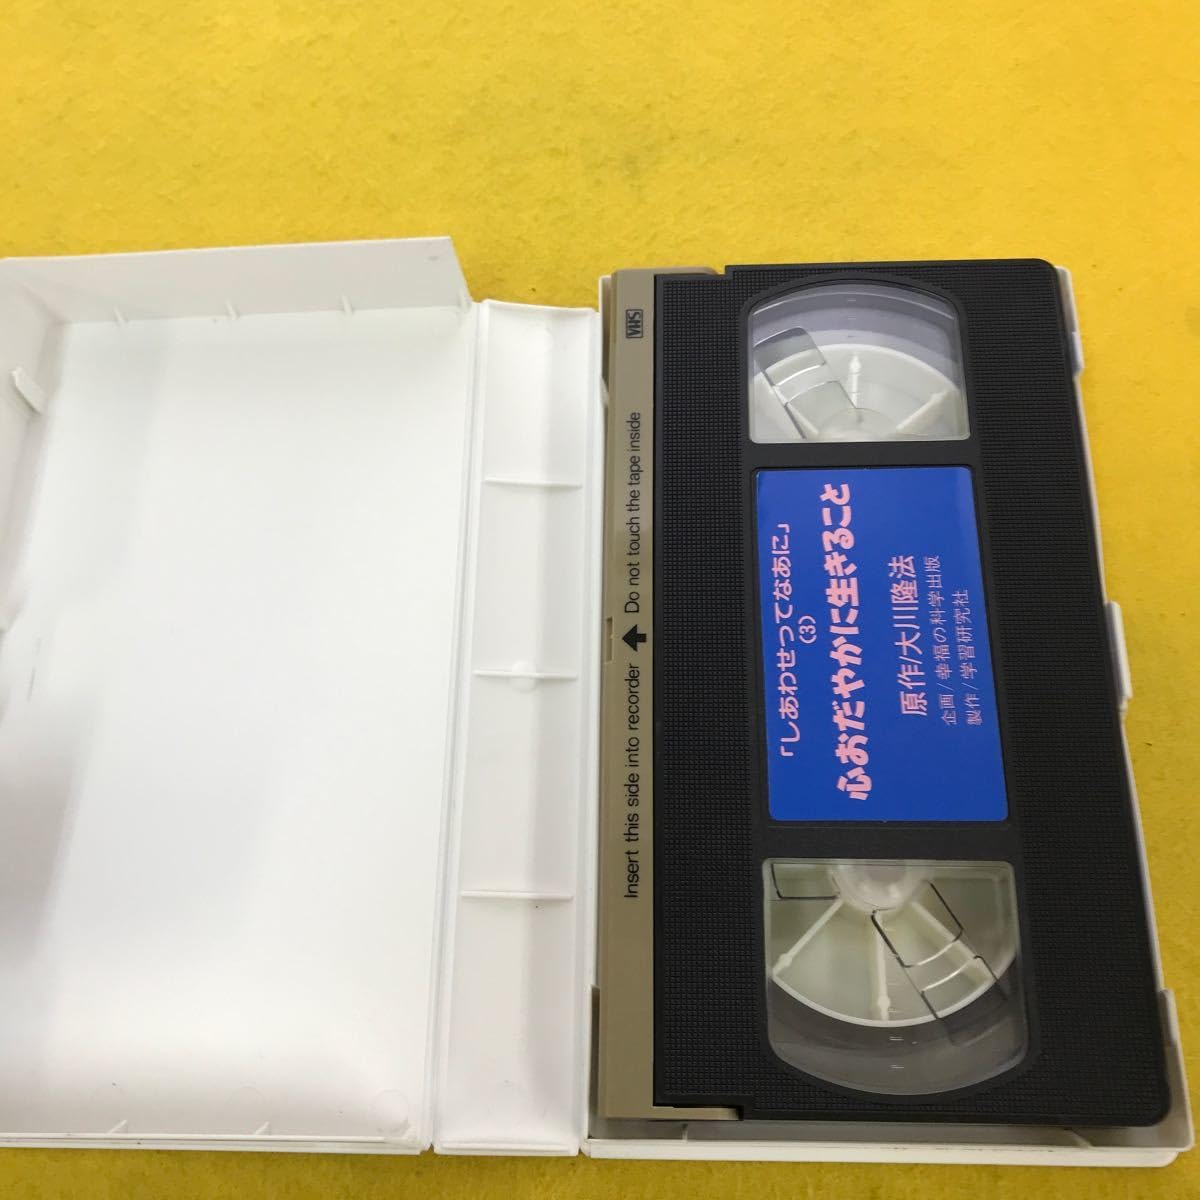 VHS
Insert this side into recorder Do not touch the tape inside
「しあわせってなあに」
(3)
心おだやかに生きること
原作/大川隆法
企画/幸福の科学出版
製作/学習研究社